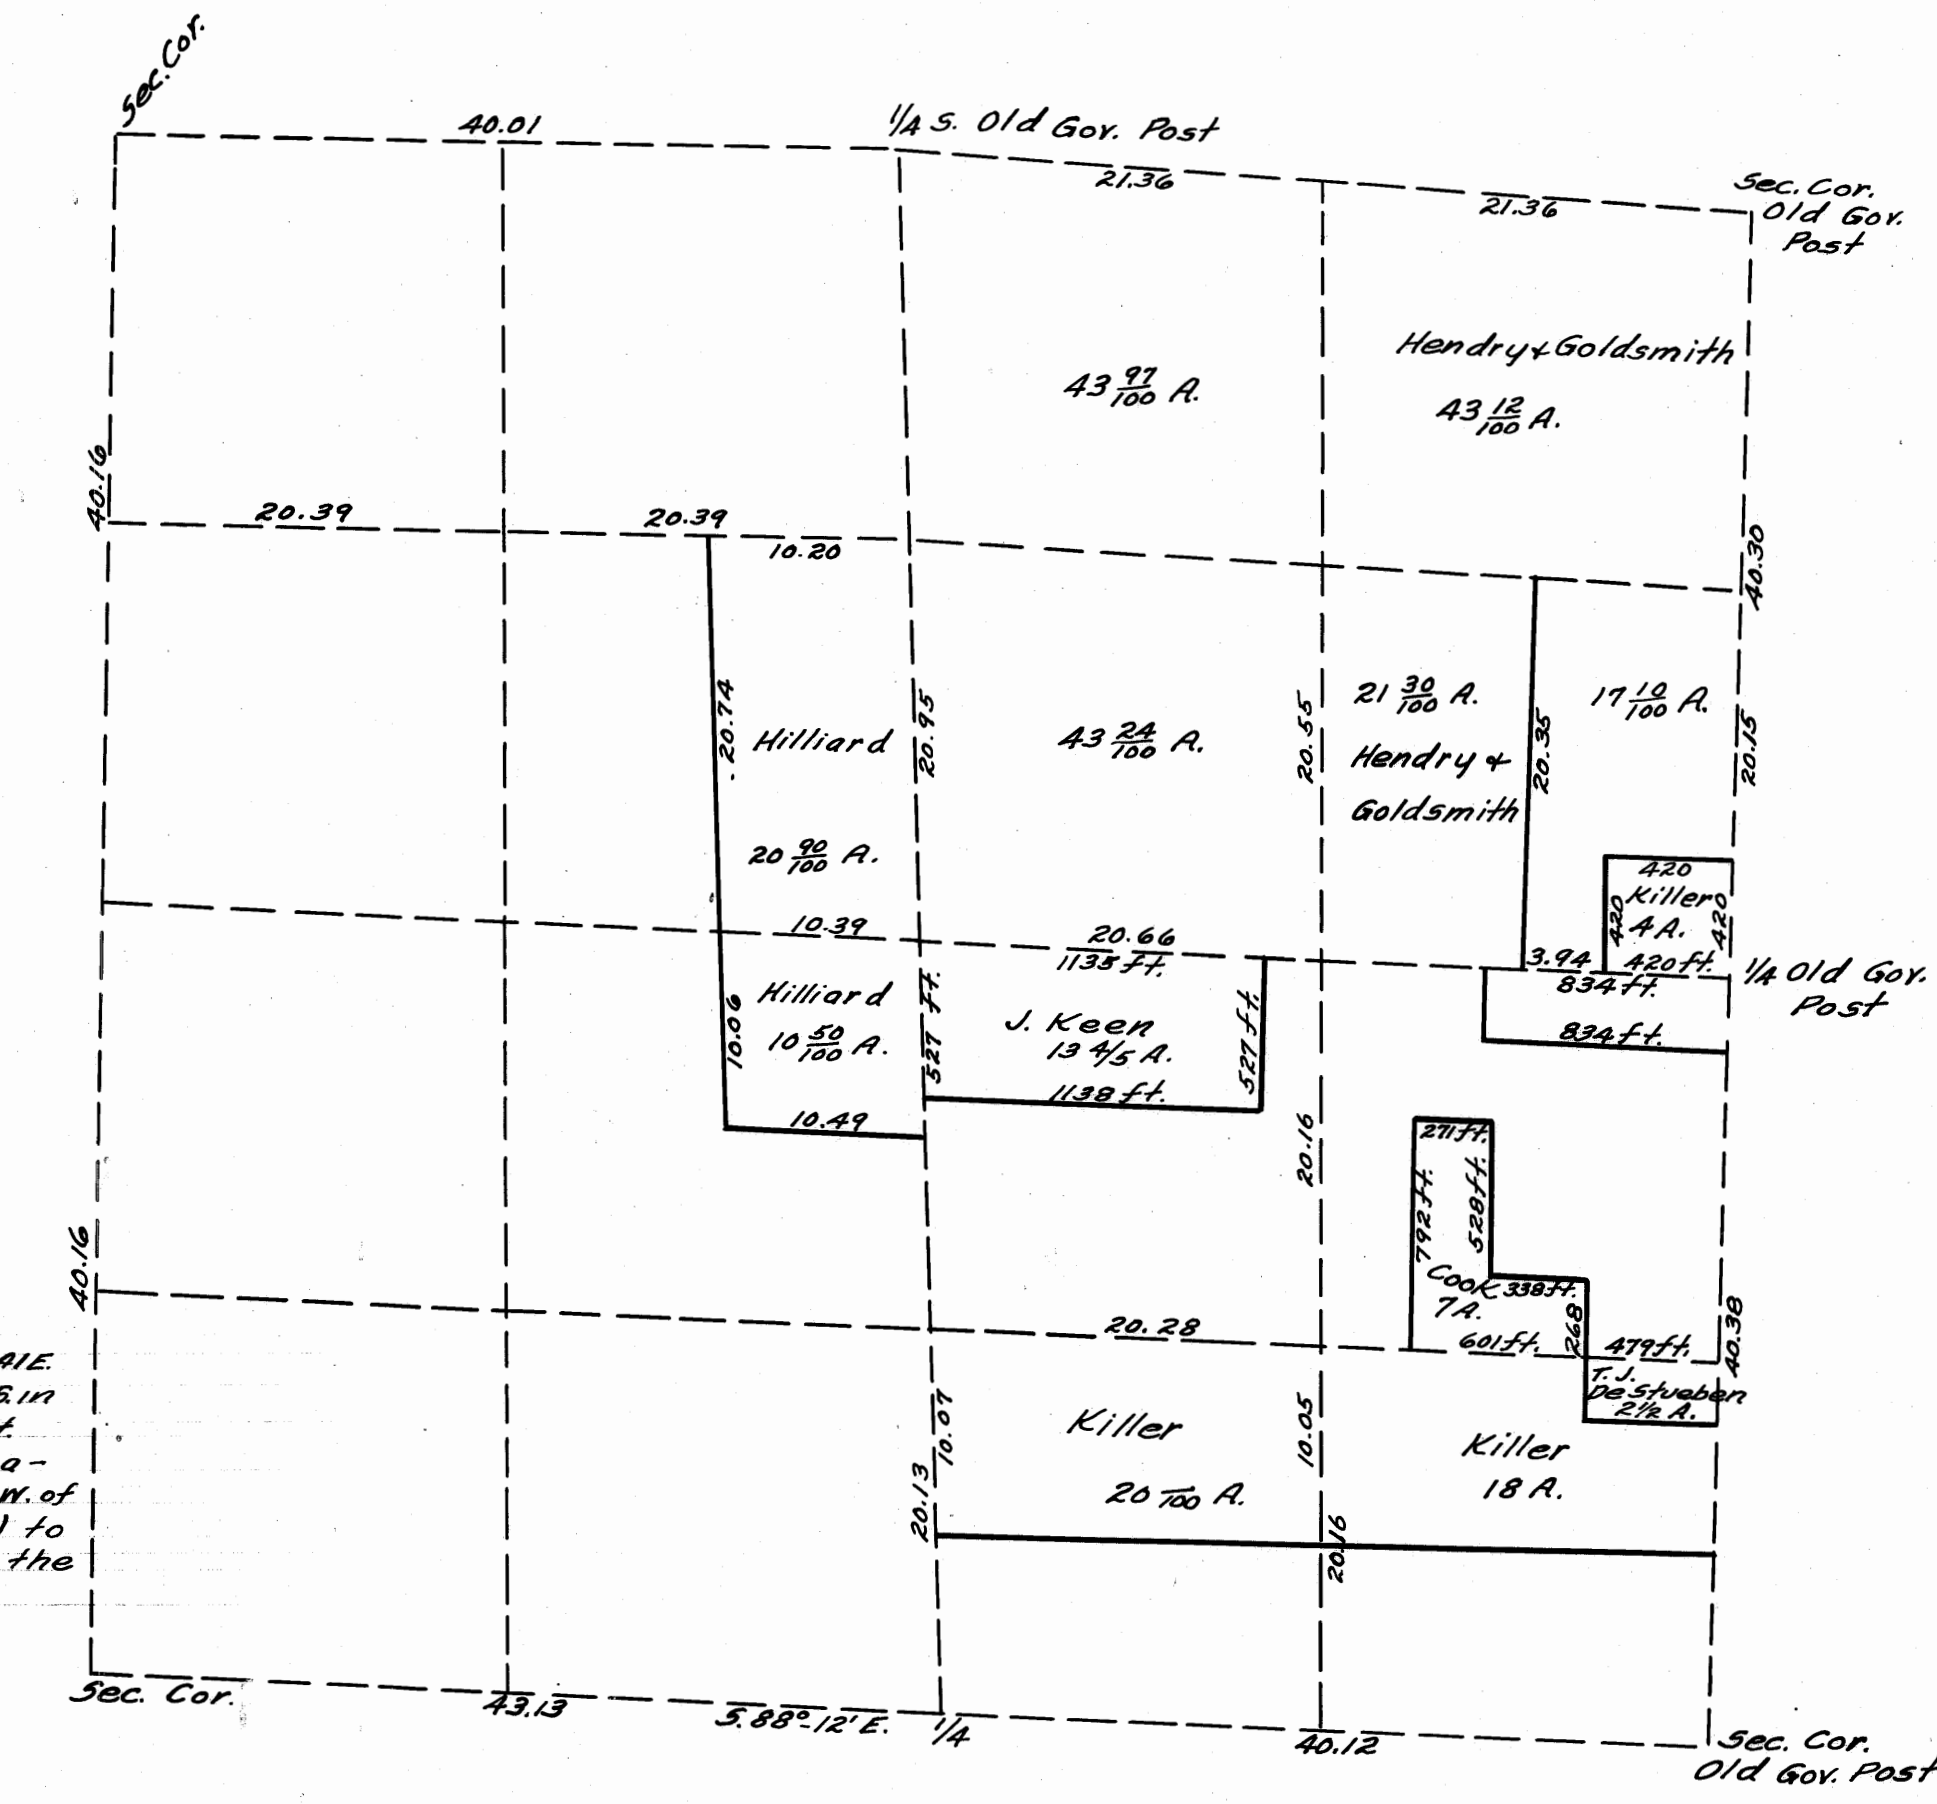 Sec. Cor.
40.01
1/4 S. Old Gov. Post
21.36
21.36
Sec. Cor.
Old Gov.
Post
Hendry & Goldsmith
43 97/100 A.
43 12/100 A.
40.16
20.39
20.39
10.20
40.30
20.74
Hilliard
20.95
43 24/100 A.
20.55
21 30/100 A.
Hendry &
Goldsmith
20.35
17 10/100 A.
20.15
20 90/100 A.
420
Killer
4 A.
420
420
420 ft.
3.94
10.39
20.66
1135 ft.
834 ft.
1/4 Old Gov.
Post
Hilliard
10 50/100 A.
10.06
527 ft.
J. Keen
13 4/5 A.
527 ft.
834 ft.
1138 ft.
10.49
20.16
271 ft.
792 ft.
528 ft.
Cook
7 A.
338 ft.
268
40.16
20.28
601 ft.
479 ft.
40.38
T. J.
De Stueben
2 1/2 A.
41E.
S. in
t.
a-
W. of
) to
the
10.07
20.13
Killer
20 —/100 A.
10.05
Killer
18 A.
20.16
Sec. Cor.
43.13
S. 88°-12' E.
1/4
40.12
Sec. Cor.
Old Gov. Post